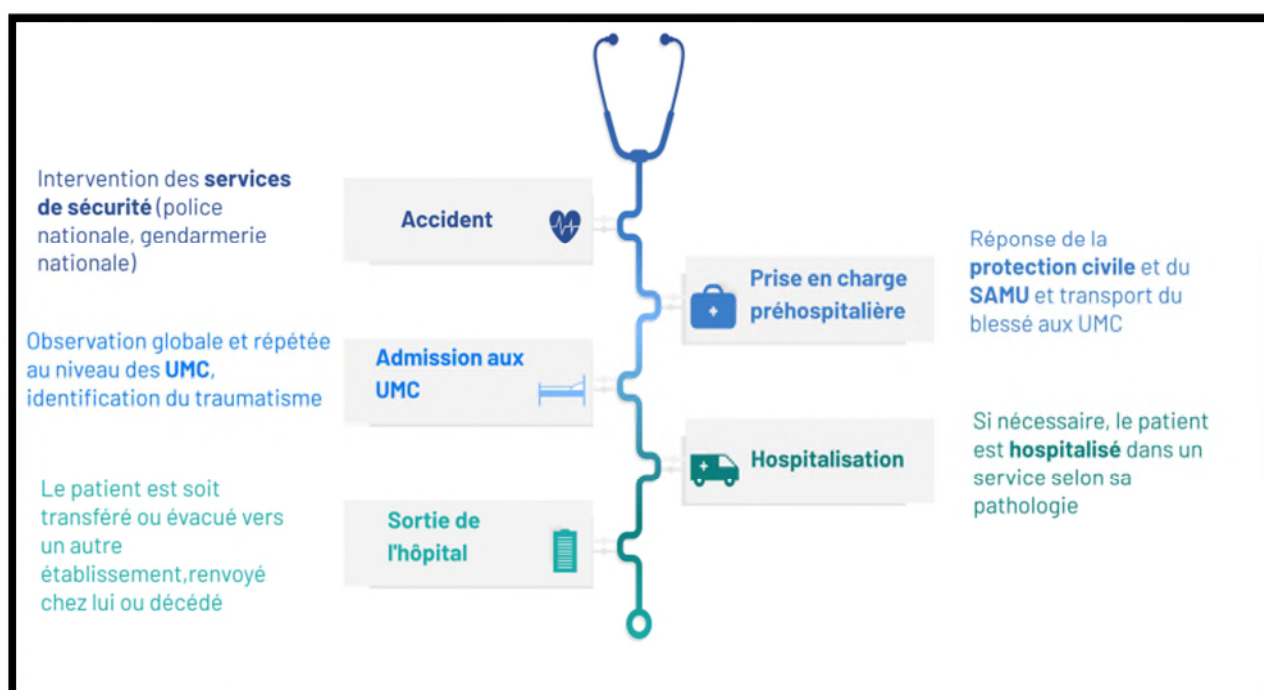 Intervention des services
de sécurité (police
nationale, gendarmerie
nationale)
Accident
Réponse de la
protection civile et du
SAMU et transport du
blessé aux UMC
Prise en charge
préhospitalière
Observation globale et répétée
au niveau des UMC,
identification du traumatisme
Admission aux
UMC
Si nécessaire, le patient
est hospitalisé dans un
service selon sa
pathologie
Hospitalisation
Le patient est soit
transféré ou évacué vers
un autre
établissement,renvoyé
chez lui ou décédé
Sortie de
l'hôpital